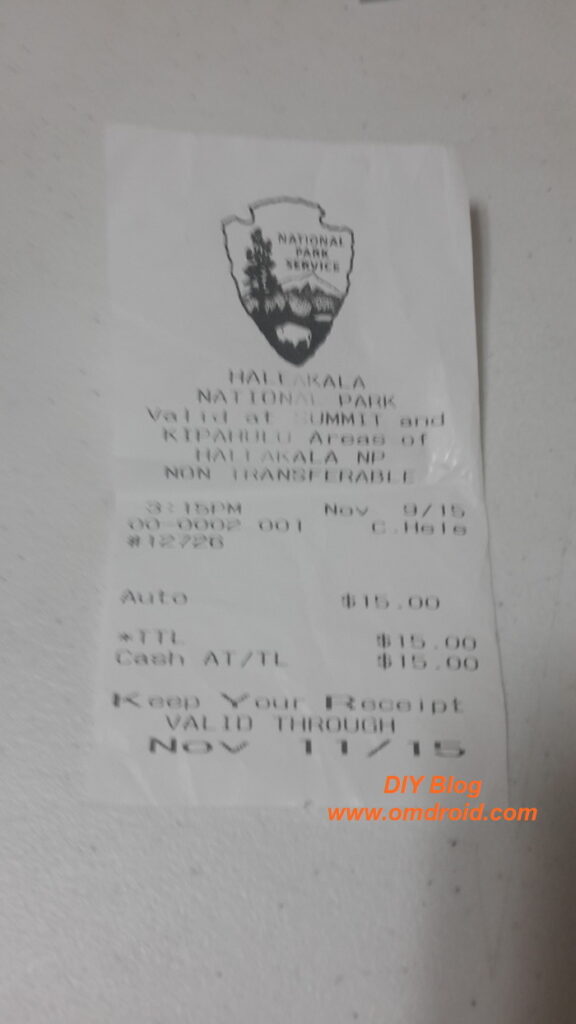 NATIONAL
PARK
SERVICE
HALEAKALA
NATIONAL PARK
Valid at SUMMIT and
KIPAHULU Areas of
HALEAKALA NP
NON TRANSFERABLE
3:15PM Nov 9/15
00-0002 001 C.Hels
#12726
Auto $15.00
*TTL $15.00
Cash AT/TL $15.00
Keep Your Receipt
VALID THROUGH
Nov 11/15
DIY Blog
www.omdroid.com